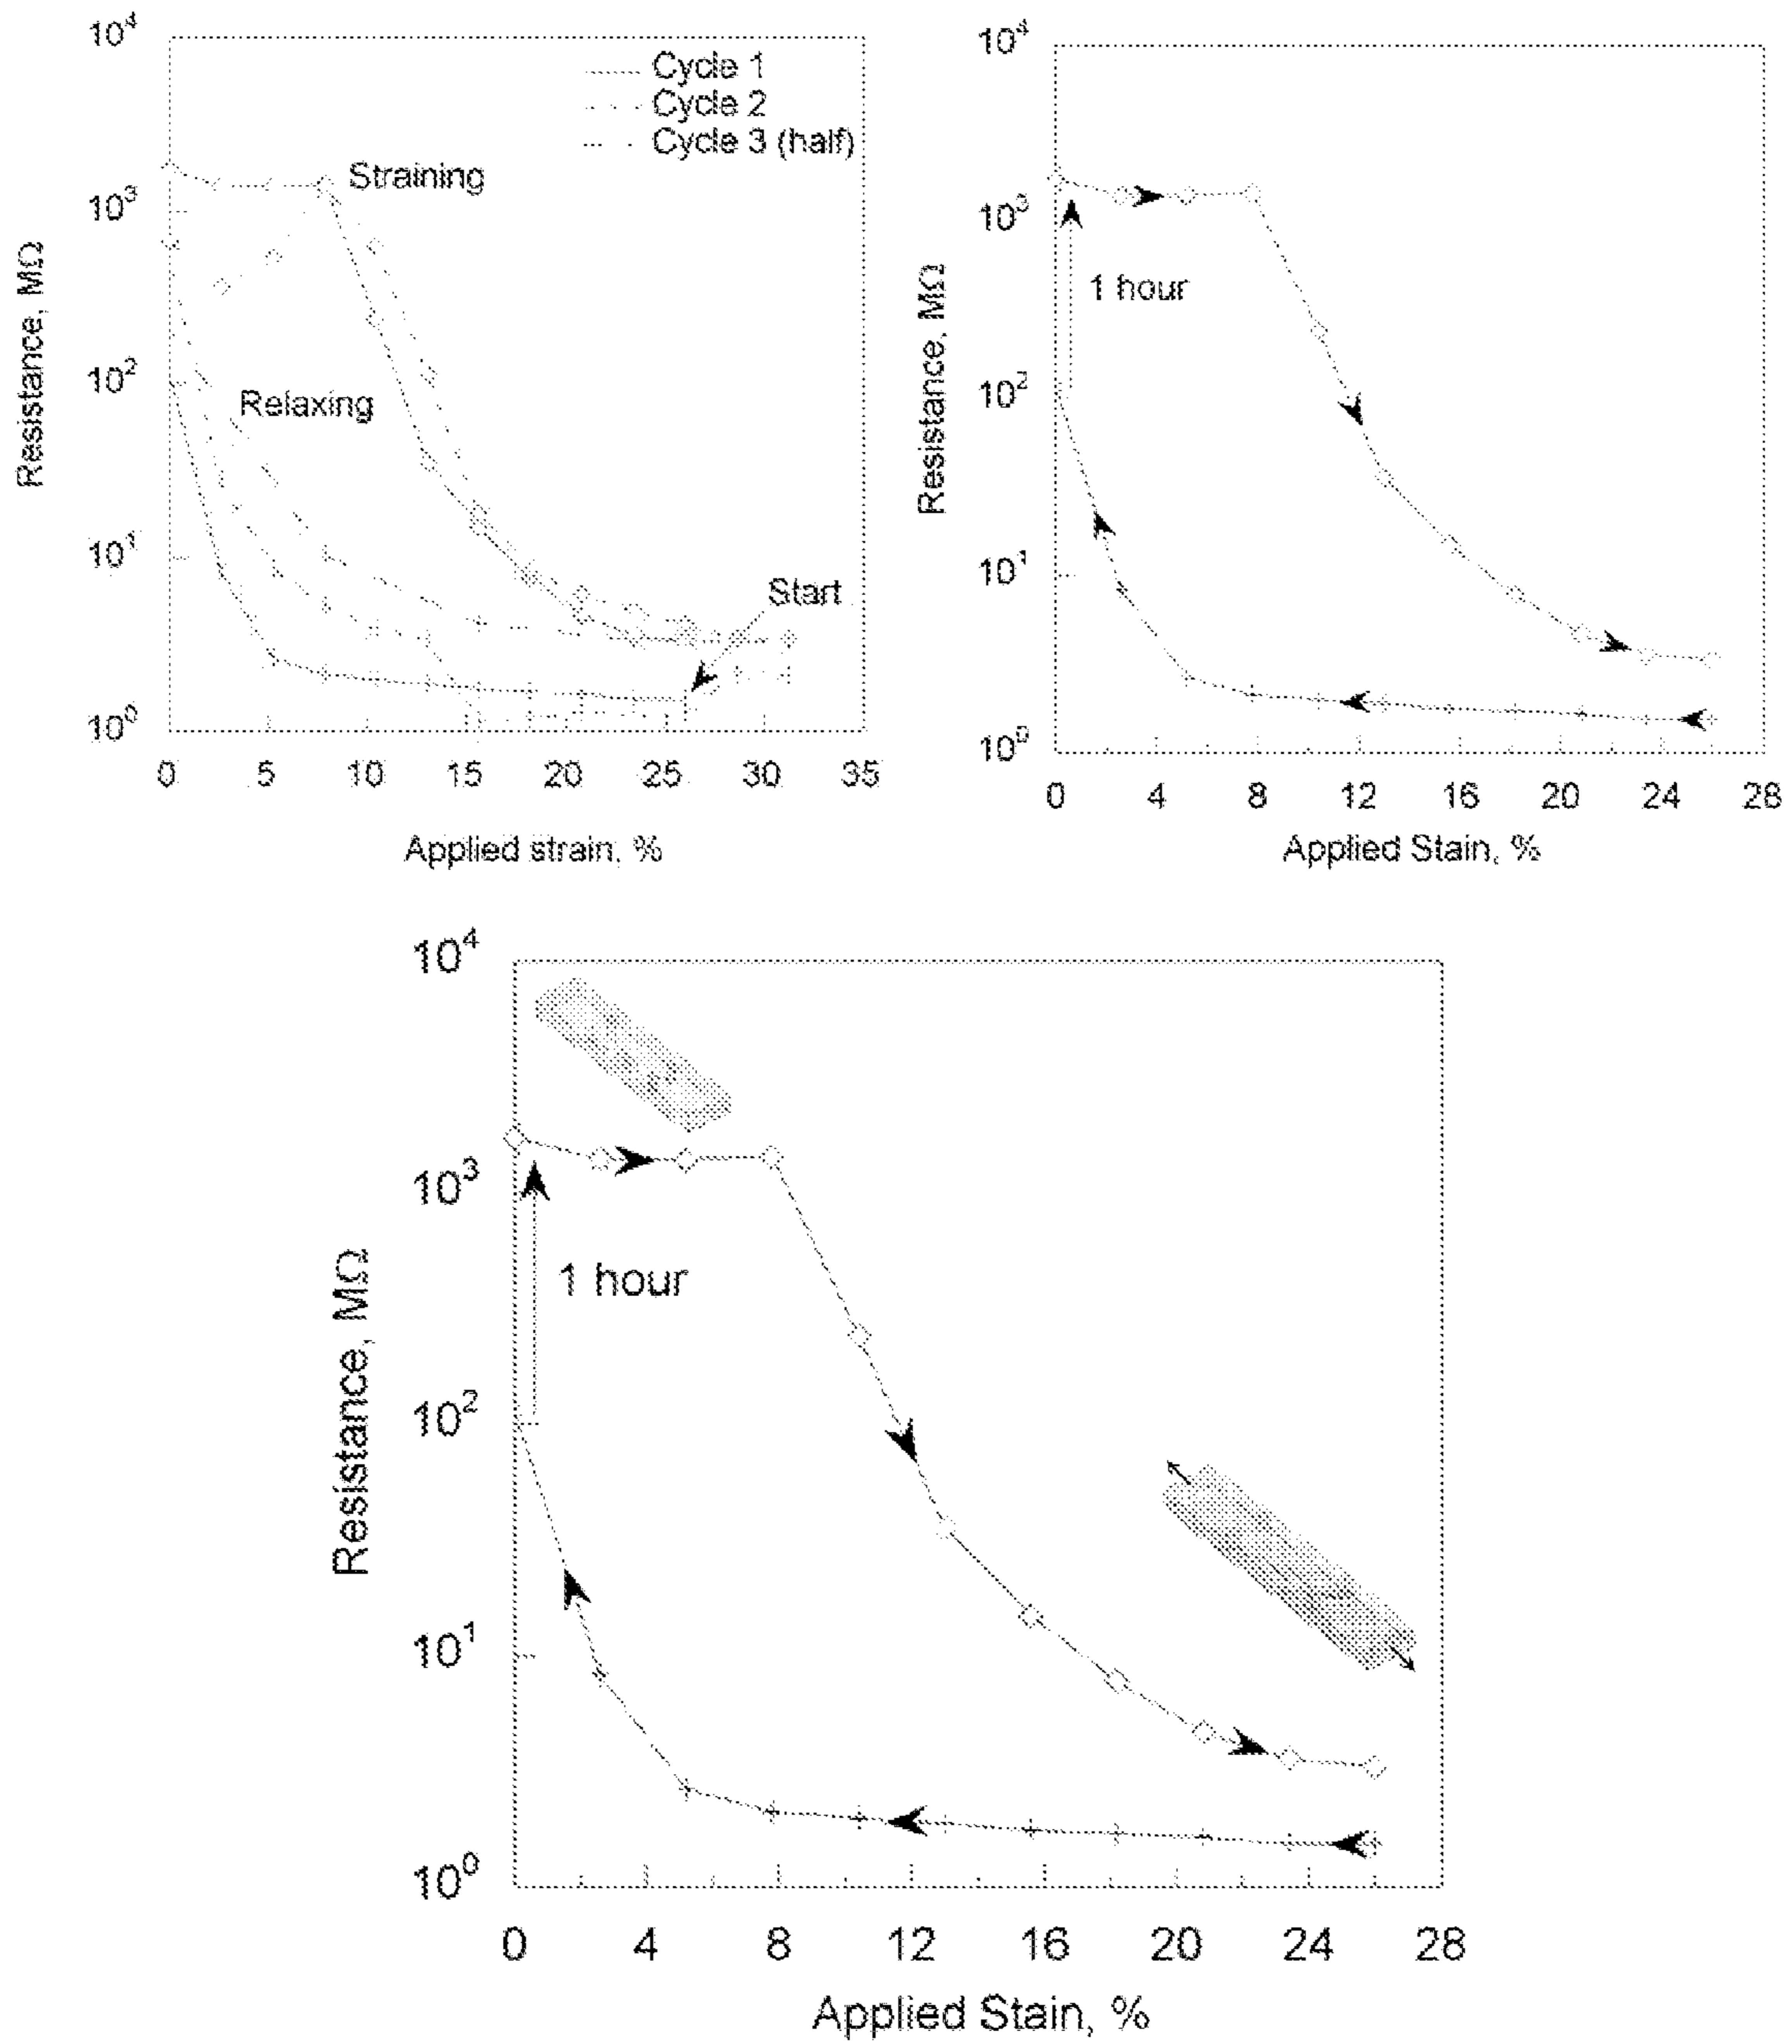 10⁴
Cycle 1
Cycle 2
Cycle 3 (half)
Straining
10³
Resistance, MΩ
10²
Relaxing
10¹
Start
10⁰
0 5 10 15 20 25 30 35
Applied strain, %
10⁴
10³
1 hour
Resistance, MΩ
10²
10¹
10⁰
0 4 8 12 16 20 24 28
Applied Stain, %
10⁴
10³
1 hour
Resistance, MΩ
10²
10¹
10⁰
0 4 8 12 16 20 24 28
Applied Stain, %